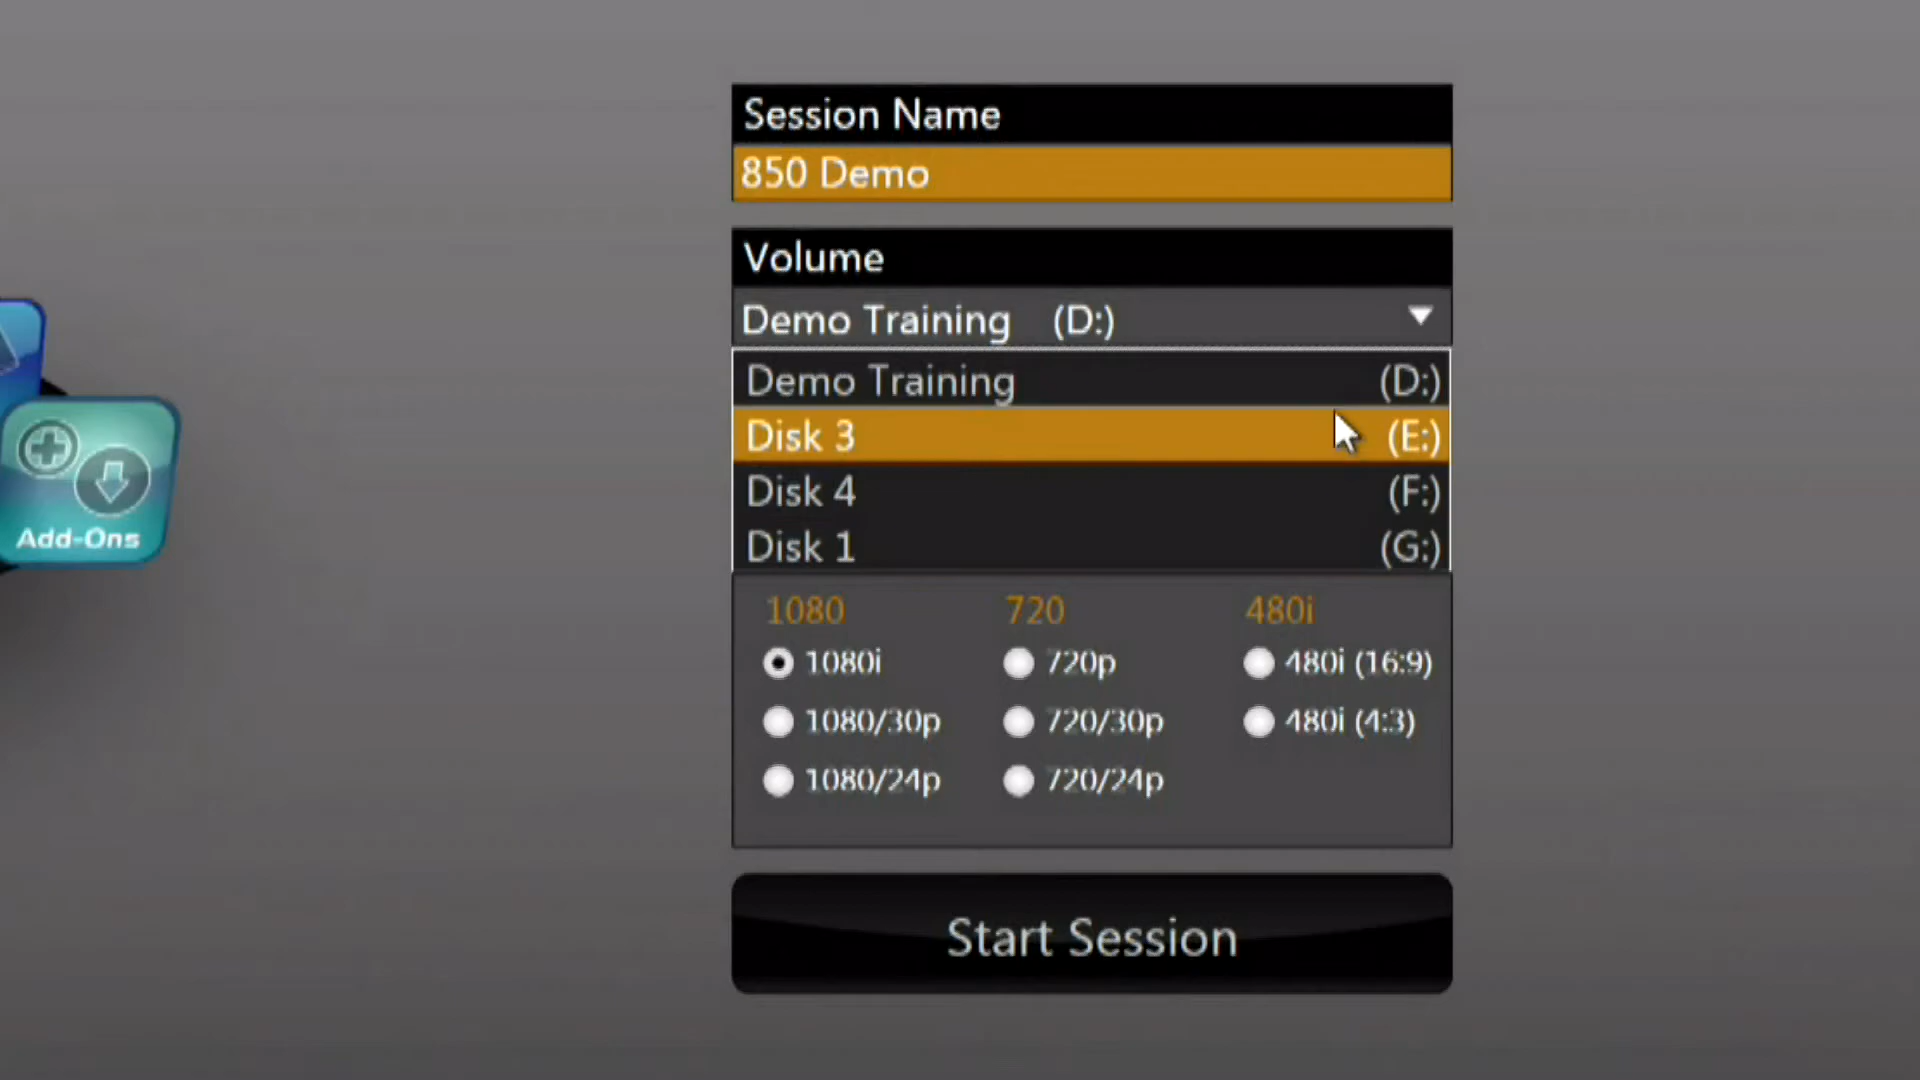 Session Name
850 Demo
Volume
Demo Training (D:)
Demo Training (D:)
Disk 3 (E:)
Disk 4 (F:)
Disk 1 (G:)
Add-Ons
1080 720 480i
1080i 720p 480i (16:9)
1080/30p 720/30p 480i (4:3)
1080/24p 720/24p
Start Session